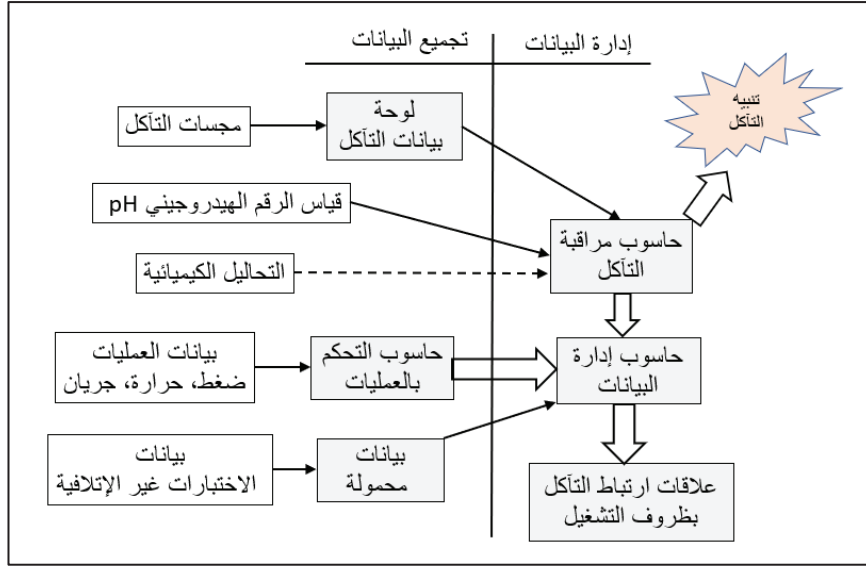 تجميع البيانات
إدارة البيانات
تنبيه
التآكل
مجسات التآكل
لوحة
بيانات التآكل
قياس الرقم الهيدروجيني pH
حاسوب مراقبة
التآكل
التحاليل الكيميائية
بيانات العمليات
ضغط، حرارة، جريان
حاسوب التحكم
بالعمليات
حاسوب إدارة
البيانات
بيانات
الاختبارات غير الإتلافية
بيانات
محمولة
علاقات ارتباط التآكل
بظروف التشغيل